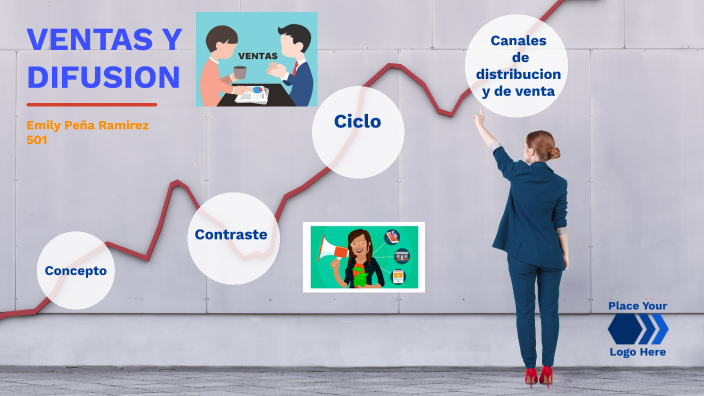 VENTAS Y
DIFUSION
Emily Peña Ramirez
501
VENTAS
Concepto
Contraste
Ciclo
Canales
de
distribucion
y de venta
Place Your
Logo Here